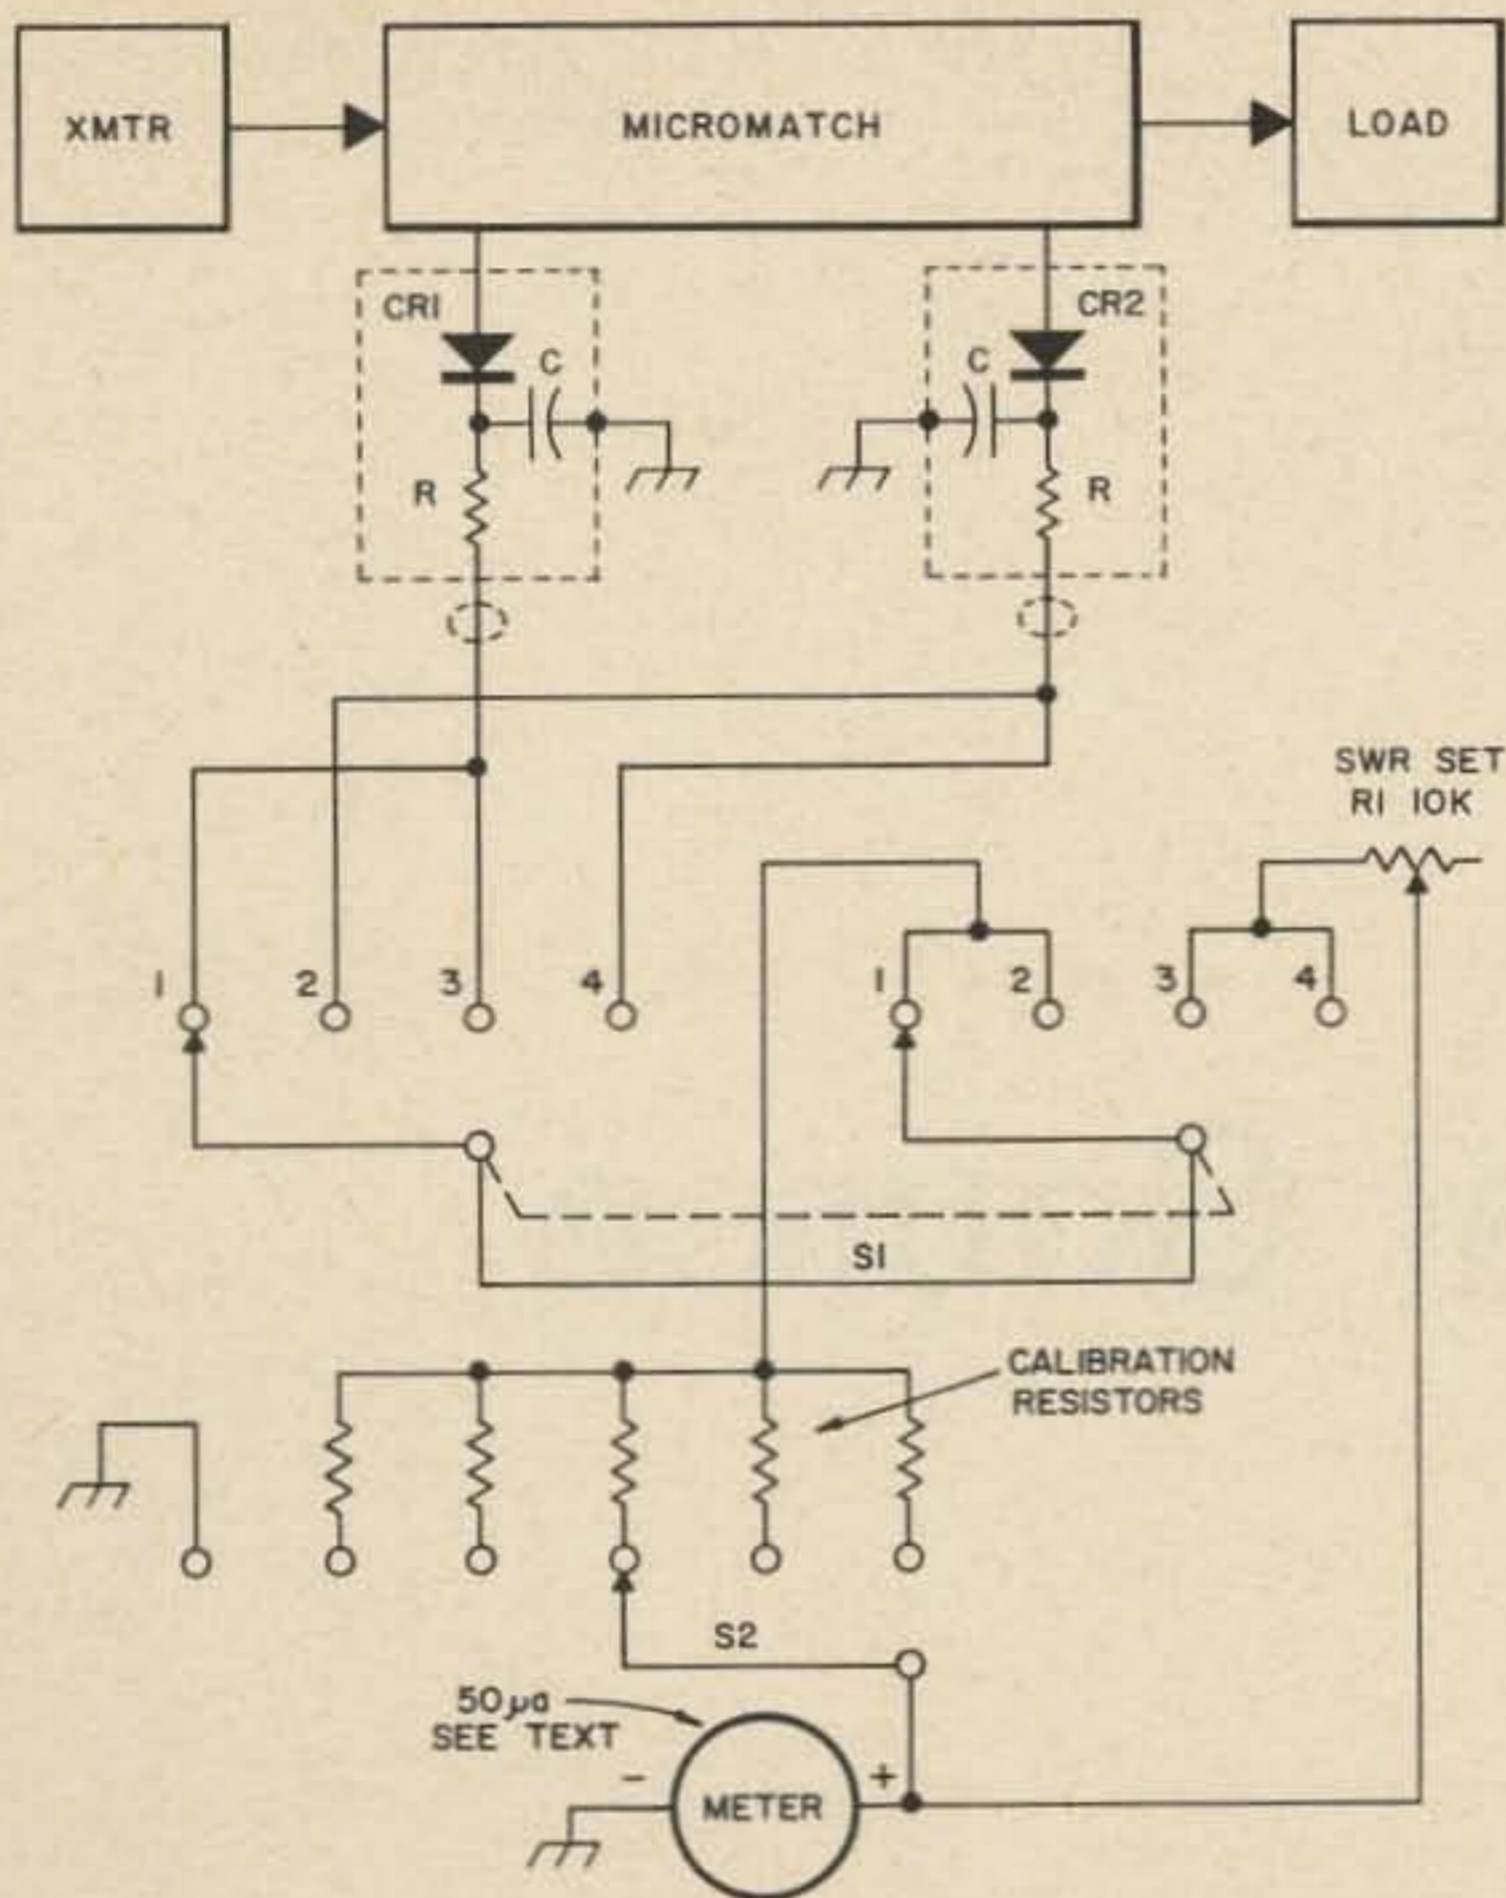 XMTR
MICROMATCH
LOAD
CR1
C
R
CR2
C
R
SWR SET
R1 10K
1
2
3
4
1
2
3
4
S1
CALIBRATION
RESISTORS
S2
50µa
SEE TEXT
-
+
METER